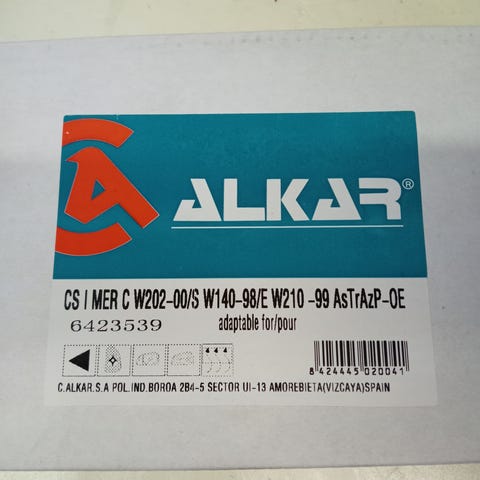 ALKAR®
CS I MER C W202-00/S W140-98/E W210 -99 AsTrAzP-OE
6423539
adaptable for/pour
8 424445 020041
C.ALKAR.S.A POL.IND.BOROA 2B4-5 SECTOR UI-13 AMOREBIETA(VIZCAYA)SPAIN